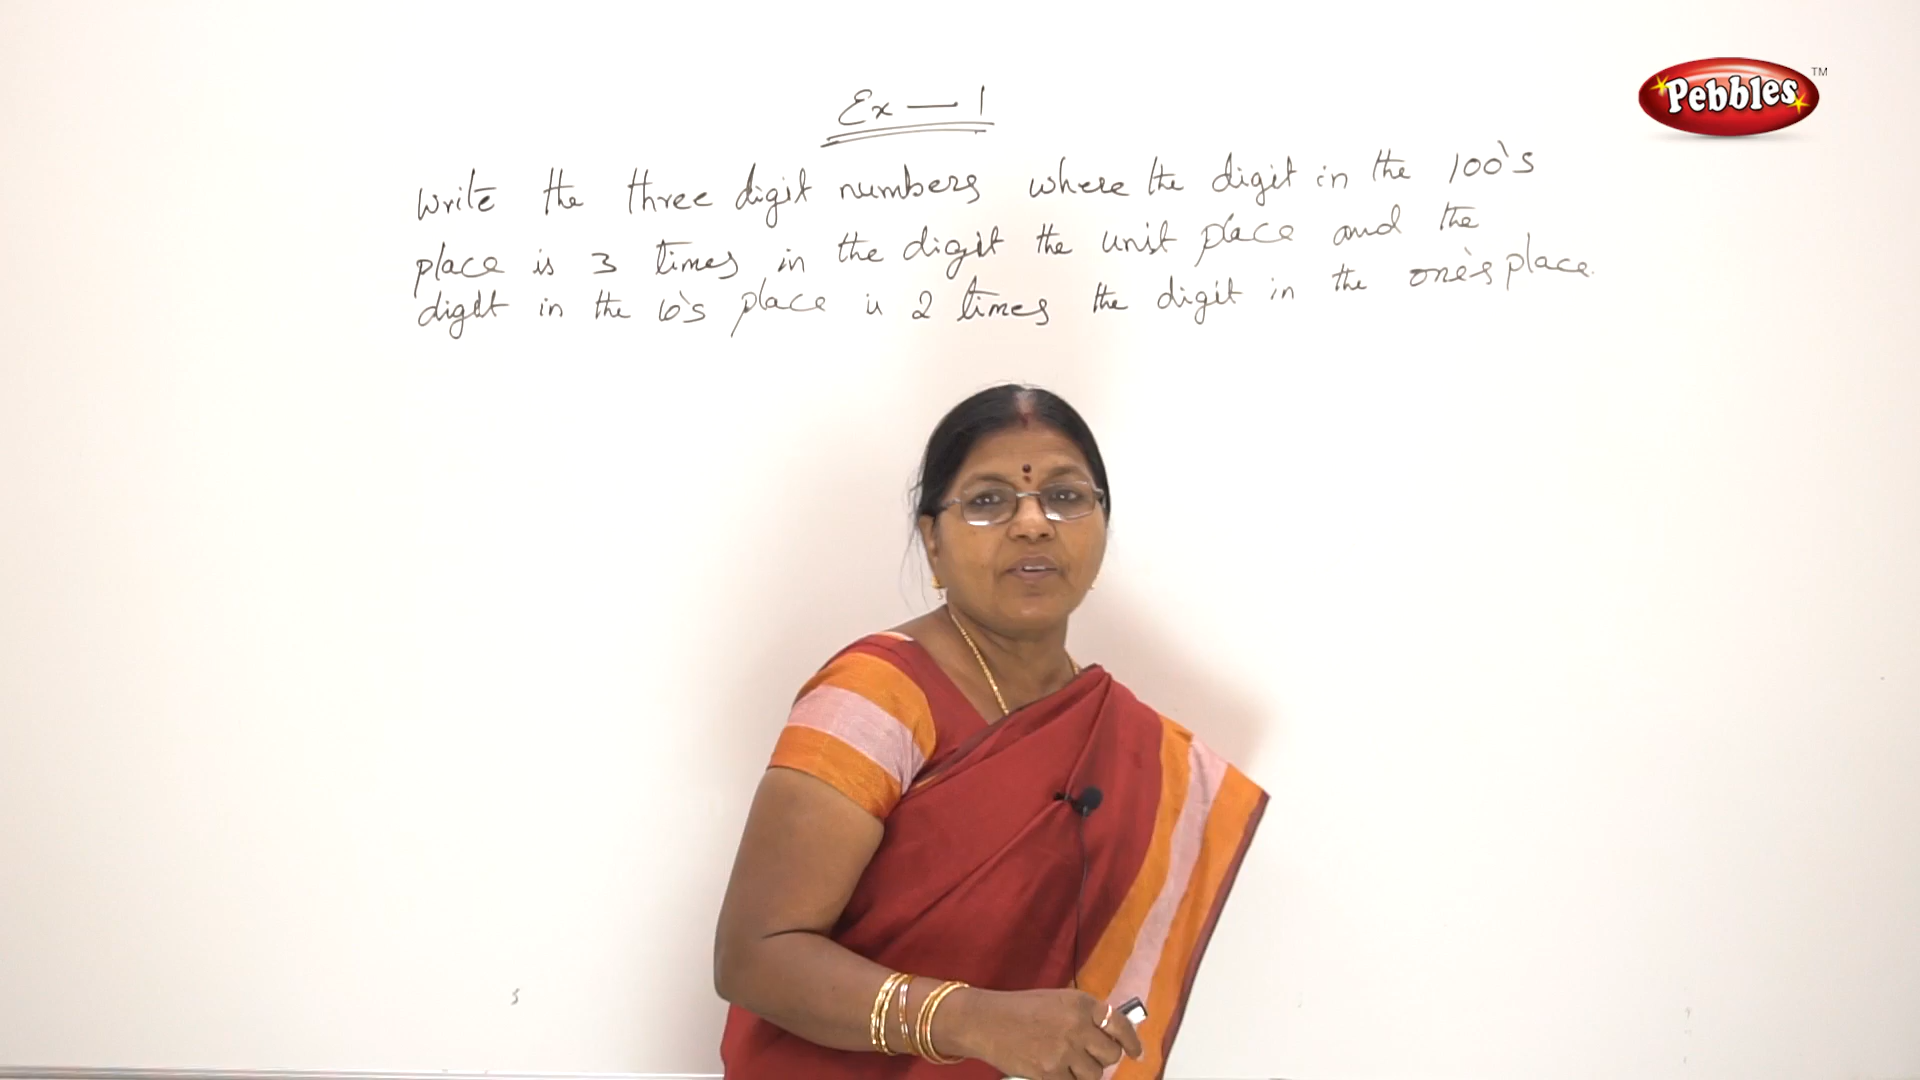 Pebbles TM
Ex — 1
Write the three digit numbers where the digit in the 100's
place is 3 times in the digit the unit place and the
digit in the 10's place is 2 times the digit in the one's place.